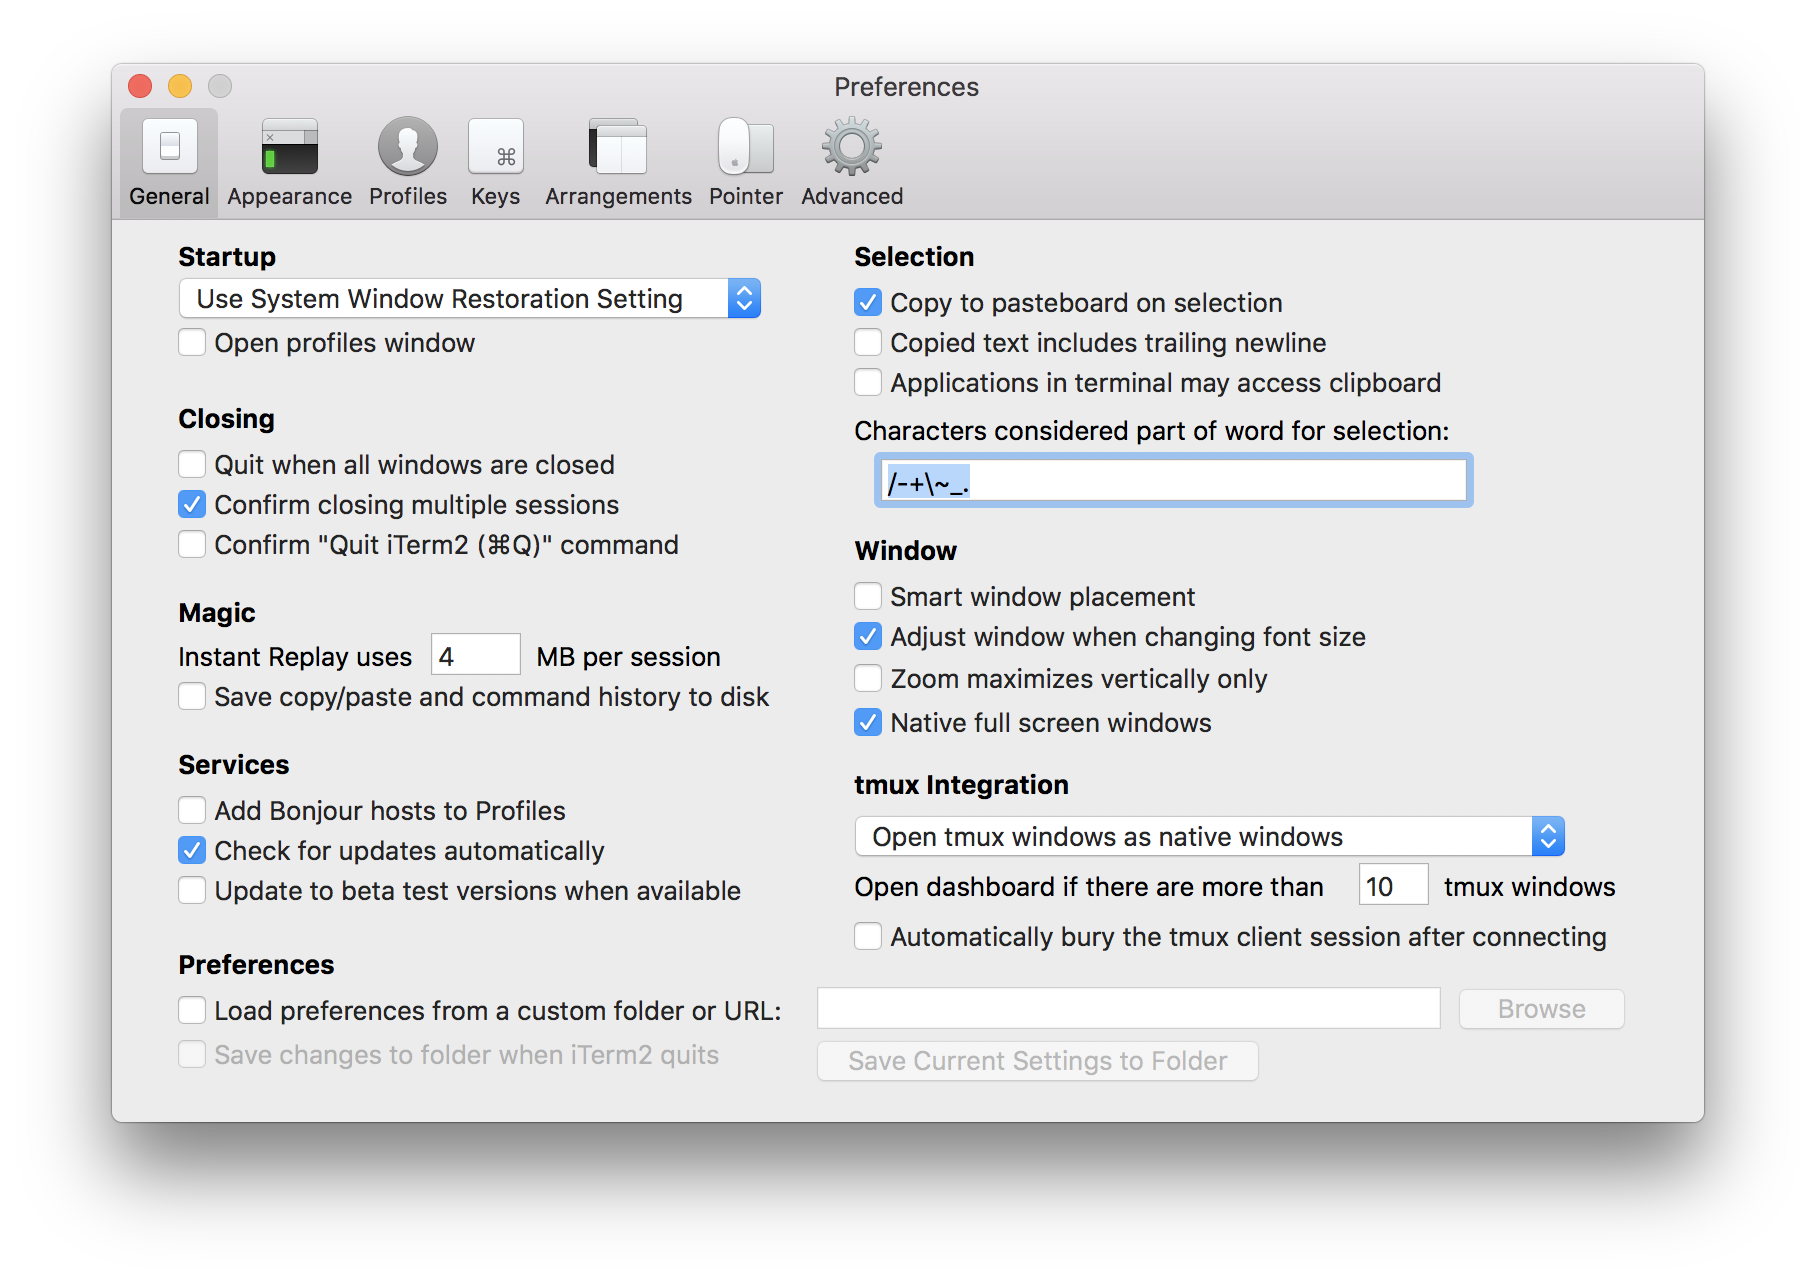 Preferences
General
Appearance
Profiles
Keys
Arrangements
Pointer
Advanced
Startup
Use System Window Restoration Setting
Open profiles window
Closing
Quit when all windows are closed
Confirm closing multiple sessions
Confirm "Quit iTerm2 (⌘Q)" command
Magic
Instant Replay uses 4 MB per session
Save copy/paste and command history to disk
Services
Add Bonjour hosts to Profiles
Check for updates automatically
Update to beta test versions when available
Selection
Copy to pasteboard on selection
Copied text includes trailing newline
Applications in terminal may access clipboard
Characters considered part of word for selection:
/-+\~_.
Window
Smart window placement
Adjust window when changing font size
Zoom maximizes vertically only
Native full screen windows
tmux Integration
Open tmux windows as native windows
Open dashboard if there are more than 10 tmux windows
Automatically bury the tmux client session after connecting
Preferences
Load preferences from a custom folder or URL:
Browse
Save changes to folder when iTerm2 quits
Save Current Settings to Folder